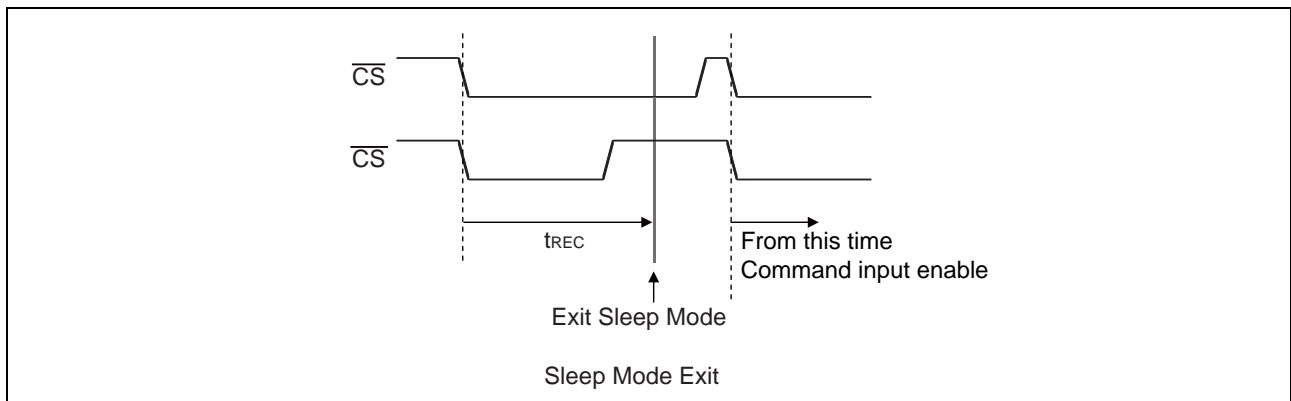 CS
CS
tREC
From this time
Command input enable
Exit Sleep Mode
Sleep Mode Exit